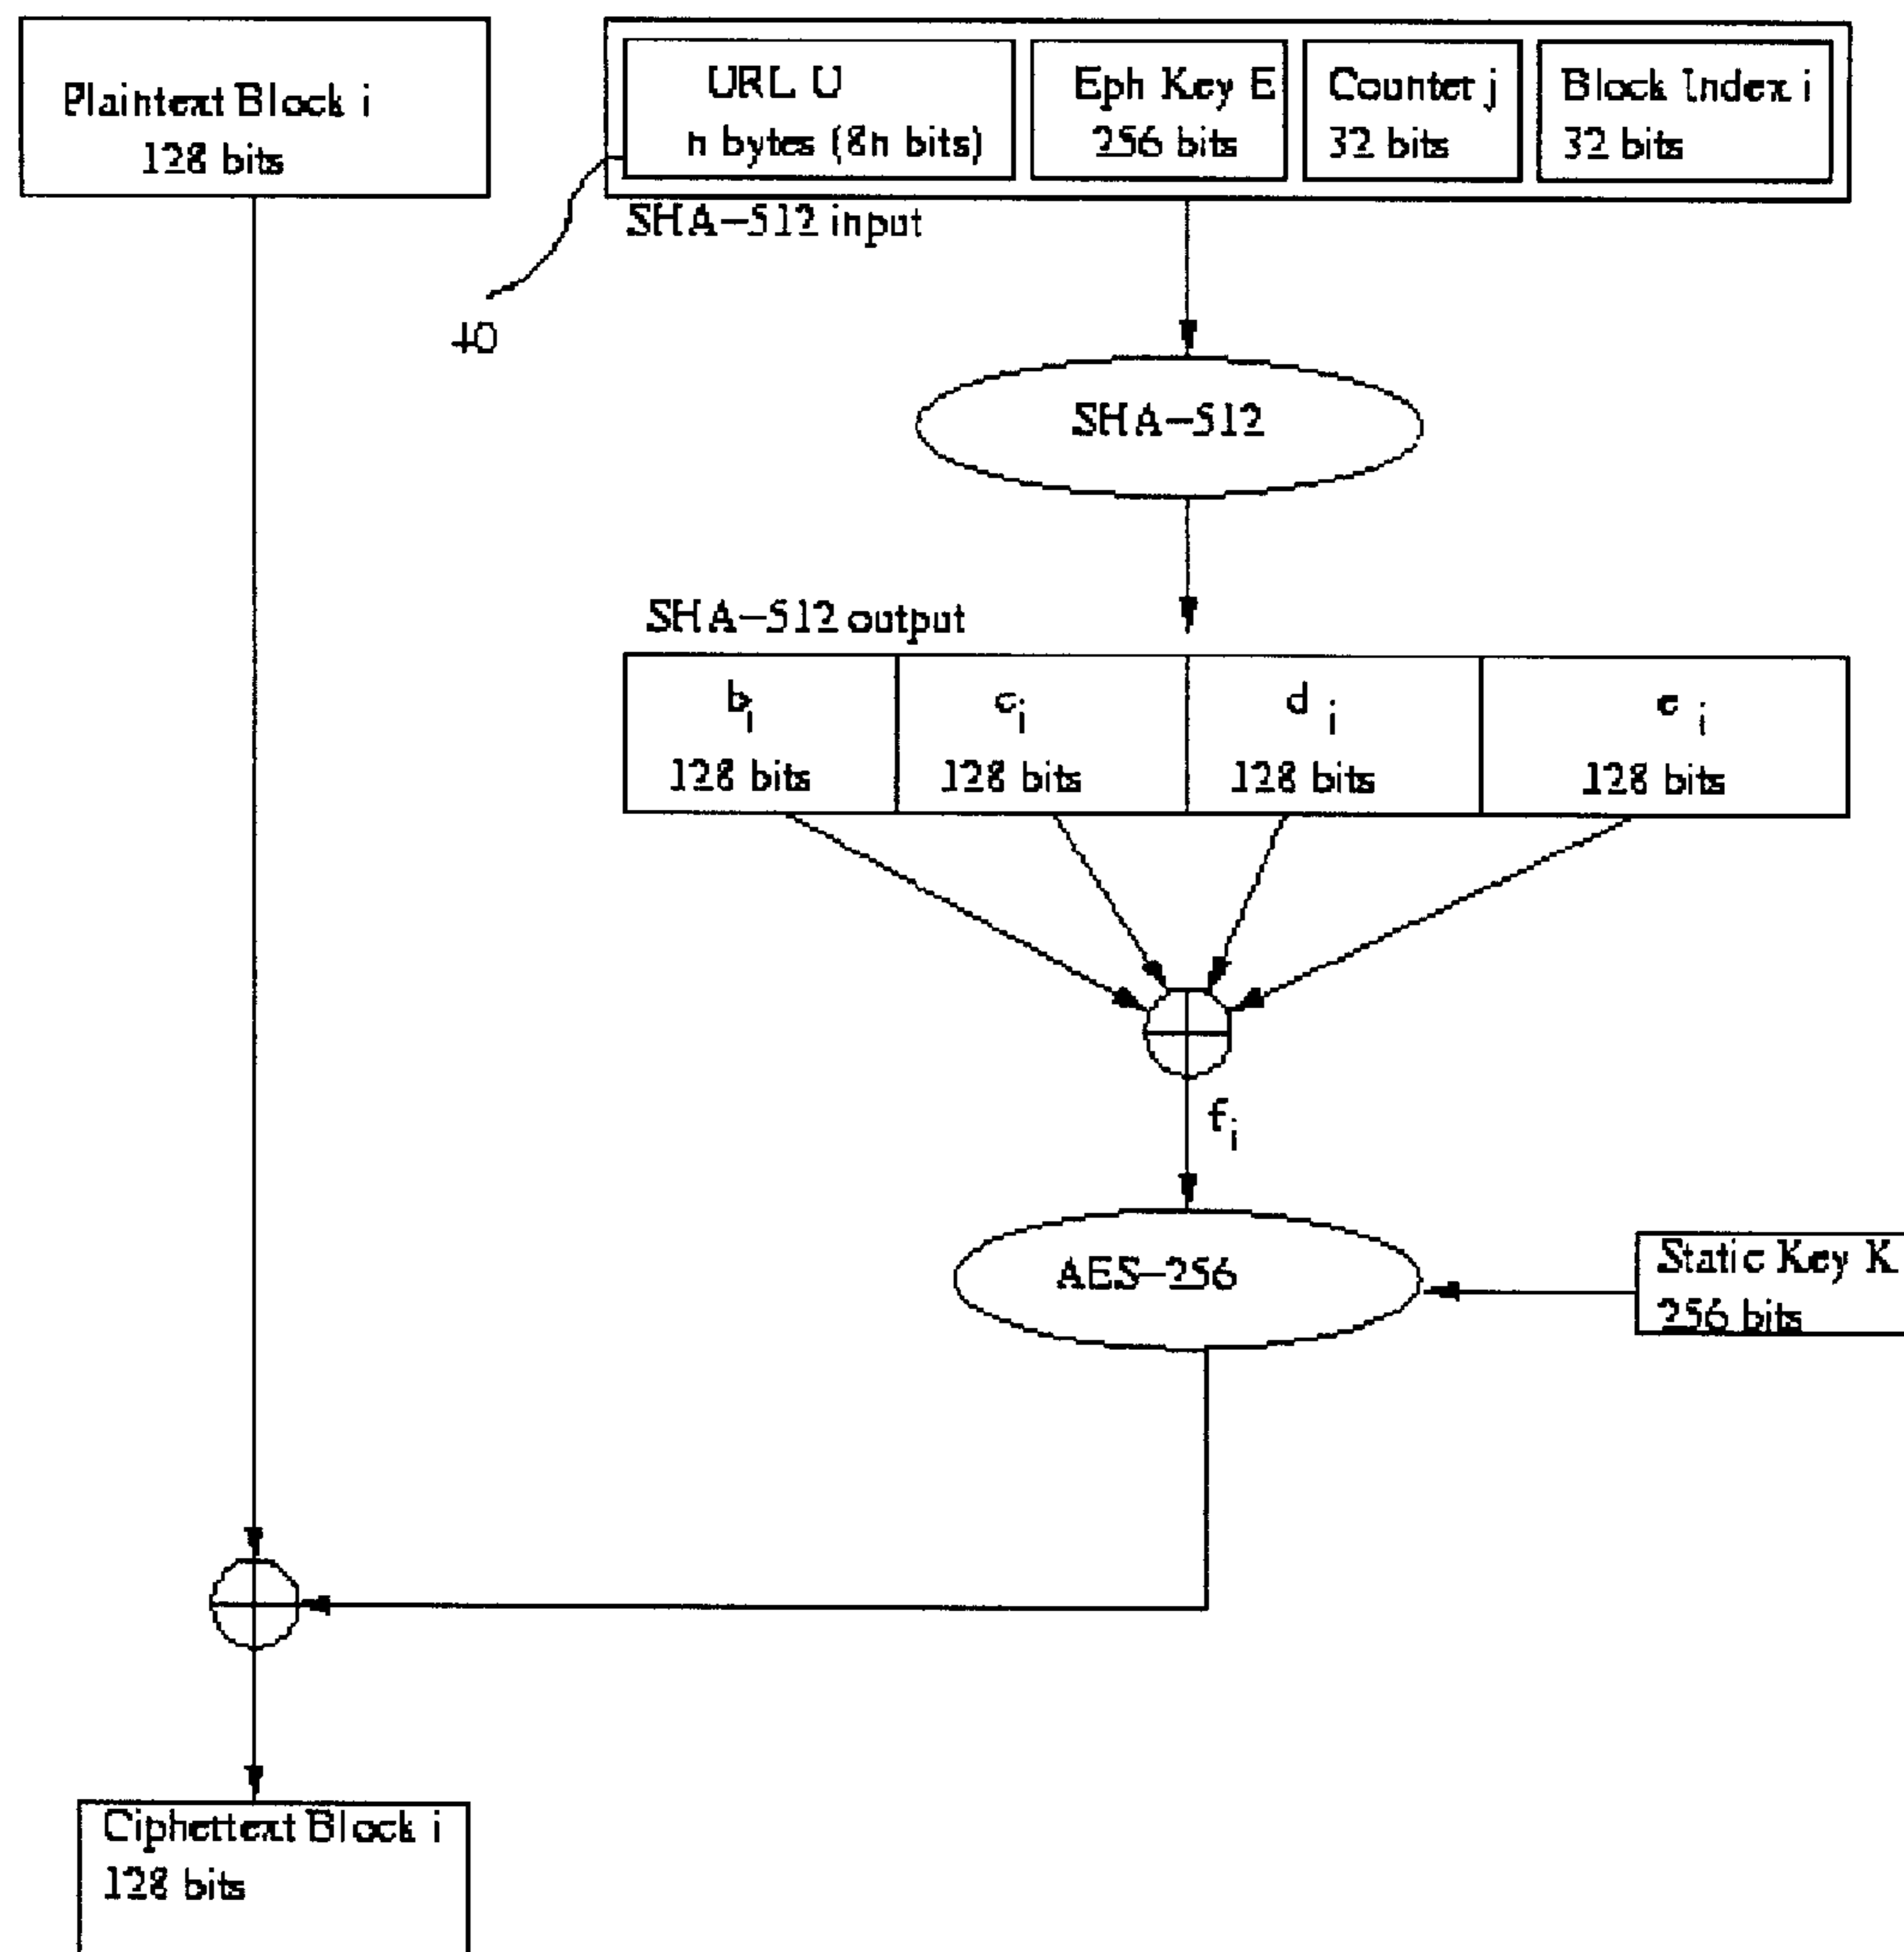 Plaintext Block i
128 bits
URL U
n bytes (8n bits)
Eph Key E
256 bits
Counter j
32 bits
Block Index i
32 bits
SHA-512 input
40
SHA-512
SHA-512 output
b i
128 bits
c i
128 bits
d i
128 bits
e i
128 bits
f i
AES-256
Static Key K
256 bits
Ciphertext Block i
128 bits